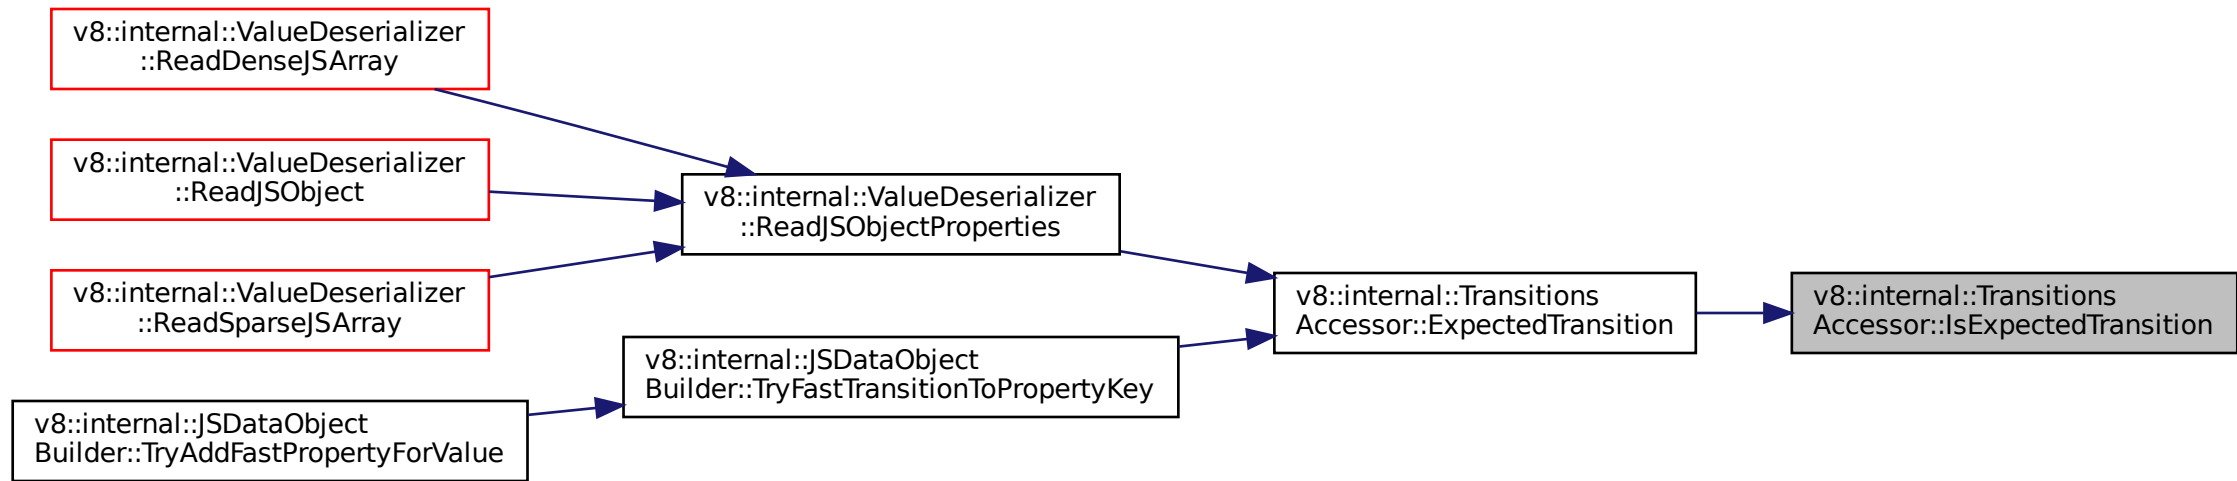 v8::internal::ValueDeserializer
::ReadDenseJSArray
v8::internal::ValueDeserializer
::ReadJSObject
v8::internal::ValueDeserializer
::ReadSparseJSArray
v8::internal::JSDataObject
Builder::TryAddFastPropertyForValue
v8::internal::ValueDeserializer
::ReadJSObjectProperties
v8::internal::JSDataObject
Builder::TryFastTransitionToPropertyKey
v8::internal::Transitions
Accessor::ExpectedTransition
v8::internal::Transitions
Accessor::IsExpectedTransition